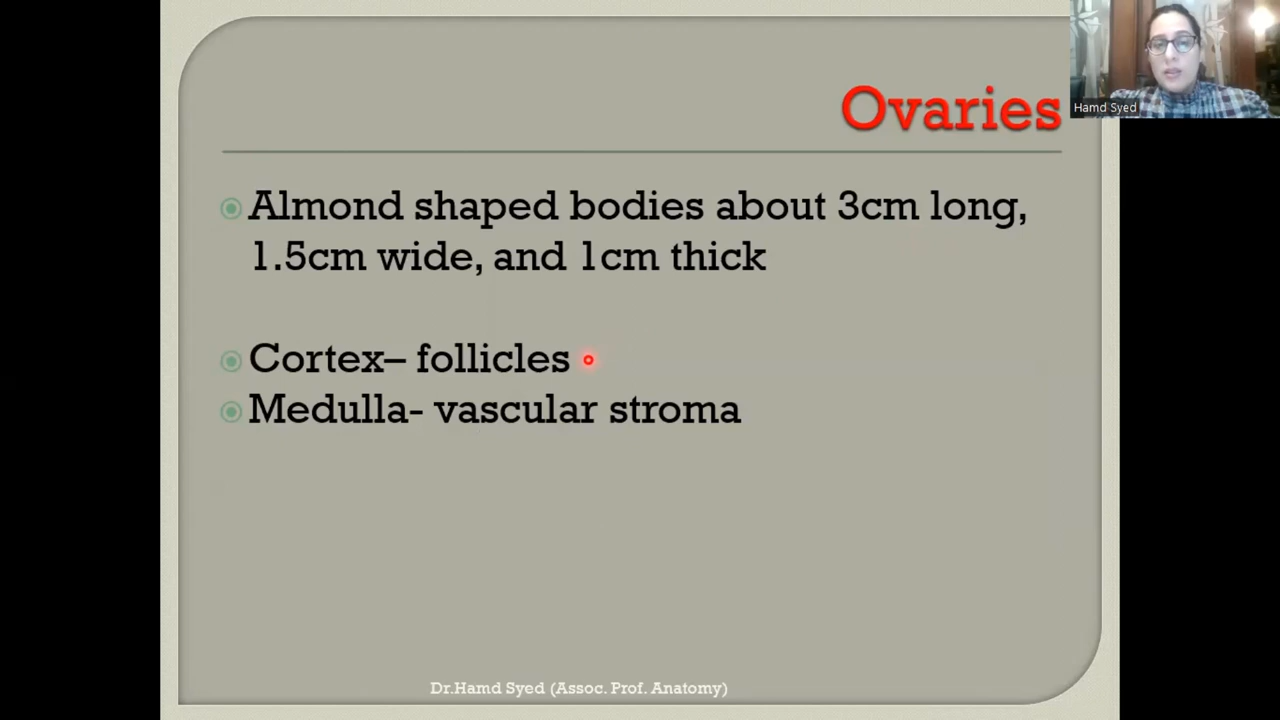 Ovaries
Hamd Syed
Almond shaped bodies about 3cm long,
1.5cm wide, and 1cm thick
Cortex– follicles
Medulla- vascular stroma
Dr.Hamd Syed (Assoc. Prof. Anatomy)